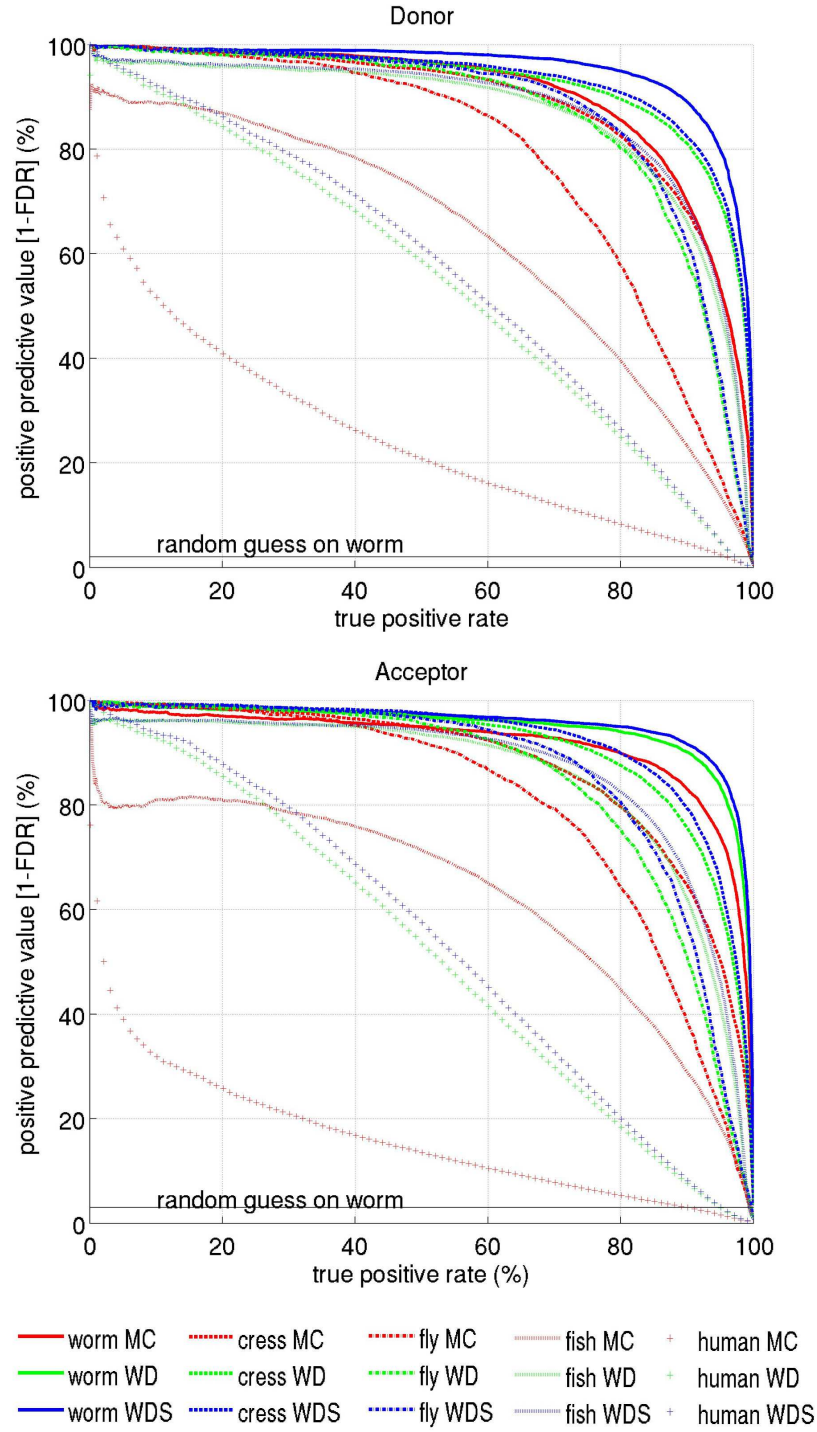 Donor
positive predictive value [1-FDR] (%)
100
80
60
40
20
0
random guess on worm
0 20 40 60 80 100
true positive rate
Acceptor
positive predictive value [1-FDR] (%)
100
80
60
40
20
0
random guess on worm
0 20 40 60 80 100
true positive rate (%)
worm MC cress MC fly MC fish MC human MC
worm WD cress WD fly WD fish WD human WD
worm WDS cress WDS fly WDS fish WDS human WDS